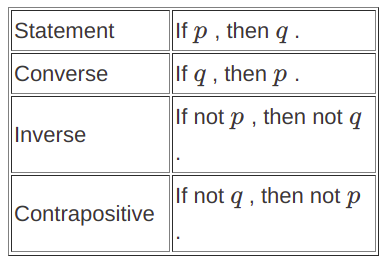 Statement If p , then q .
Converse If q , then p .
Inverse If not p , then not q
.
Contrapositive If not q , then not p
.